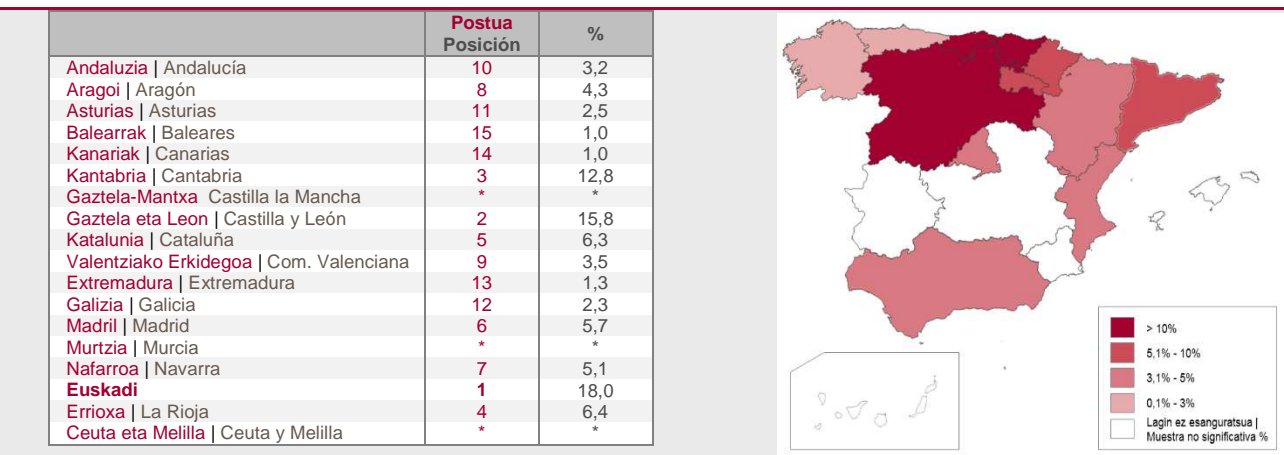 Postua
Posición
%
Andaluzia | Andalucía 10 3,2
Aragoi | Aragón 8 4,3
Asturias | Asturias 11 2,5
Balearrak | Baleares 15 1,0
Kanariak | Canarias 14 1,0
Kantabria | Cantabria 3 12,8
Gaztela-Mantxa Castilla la Mancha * *
Gaztela eta Leon | Castilla y León 2 15,8
Katalunia | Cataluña 5 6,3
Valentziako Erkidegoa | Com. Valenciana 9 3,5
Extremadura | Extremadura 13 1,3
Galizia | Galicia 12 2,3
Madril | Madrid 6 5,7
Murtzia | Murcia * *
Nafarroa | Navarra 7 5,1
Euskadi 1 18,0
Errioxa | La Rioja 4 6,4
Ceuta eta Melilla | Ceuta y Melilla * *
> 10%
5,1% - 10%
3,1% - 5%
0,1% - 3%
Lagin ez esanguratsua |
Muestra no significativa %